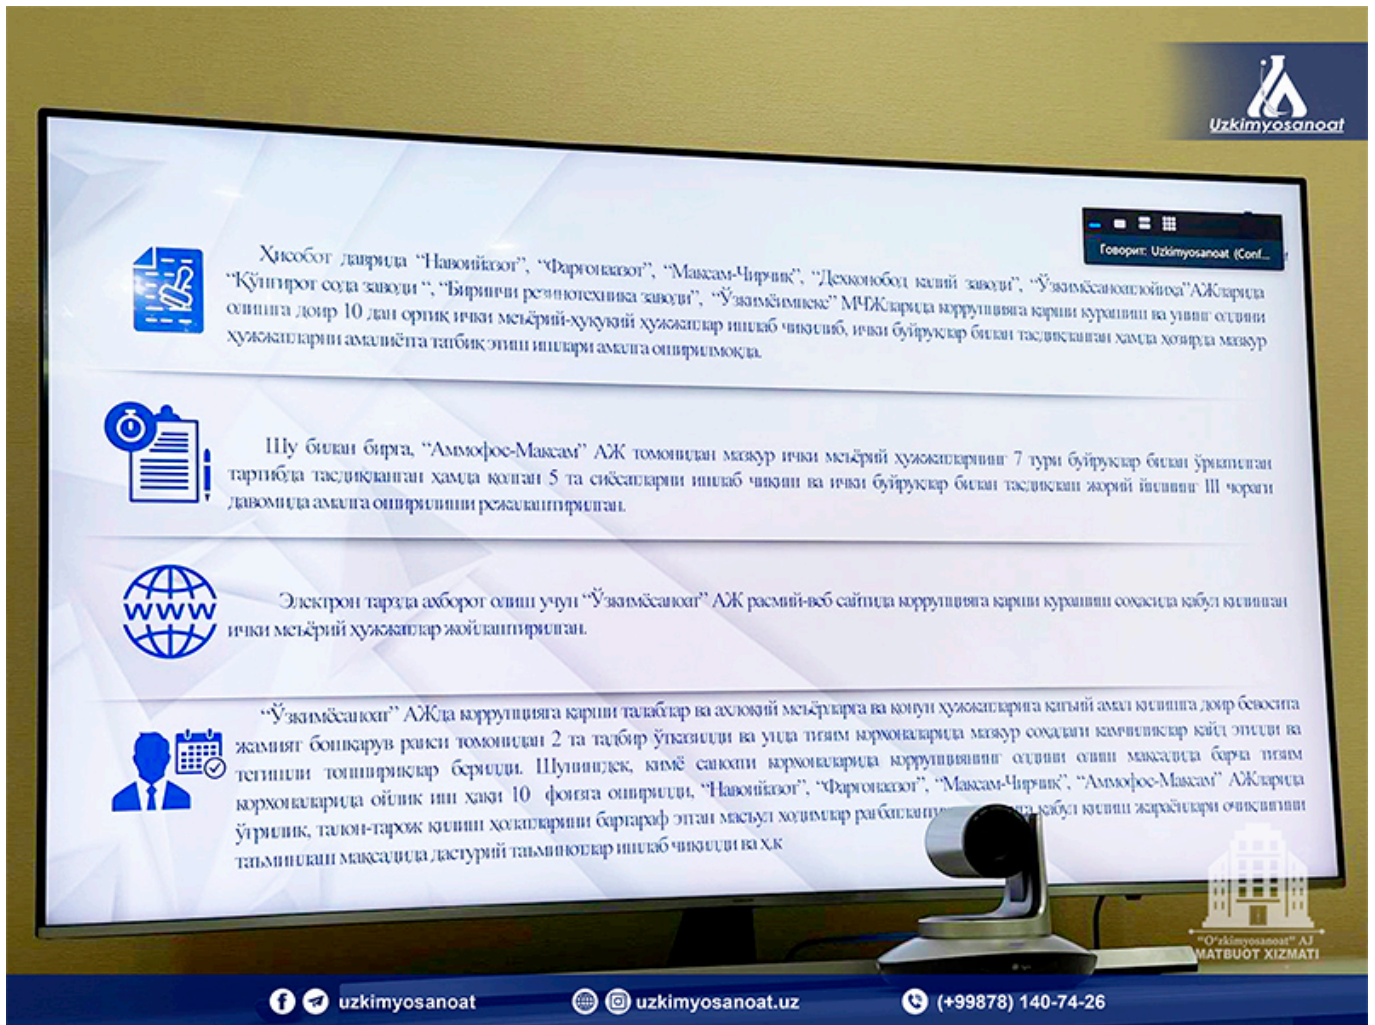 Uzkimyosanoat
Говорит: Uzkimyosanoat (Conf...
Ҳисобот даврида “Навоийазот”, “Фарғонаазот”, “Максам-Чирчиқ”, “Деҳқонобод калий заводи”, “Ўзкимёсаноатлойиҳа”АЖларида
“Қўнғирот сода заводи “, “Биринчи резинотехника заводи”, “Ўзкимёимпекс” МЧЖларида коррупцияга қарши курашиш ва унинг олдини
олишга доир 10 дан ортиқ ички меъёрий-ҳуқуқий ҳужжатлар ишлаб чиқилиб, ички буйруқлар билан тасдиқланган ҳамда ҳозирда мазкур
ҳужжатларни амалиётга татбиқ этиш ишлари амалга оширилмоқда.
Шу билан бирга, “Аммофос-Максам” АЖ томонидан мазкур ички меъёрий ҳужжатларнинг 7 тури буйруқлар билан ўрнатилган
тартибда тасдиқланган ҳамда қолган 5 та сиёсатларни ишлаб чиқиш ва ички буйруқлар билан тасдиқлаш жорий йилнинг III чораги
давомида амалга оширилиши режалаштирилган.
www
Электрон тарзда ахборот олиш учун “Ўзкимёсаноат” АЖ расмий-веб сайтида коррупцияга қарши курашиш соҳасида қабул қилинган
ички меъёрий ҳужжатлар жойлаштирилган.
“Ўзкимёсаноат” АЖда коррупцияга қарши талаблар ва ахлоқий меъёрларга ва қонун ҳужжатларига қатъий амал қилишга доир бевосита
жамият бошқарув раиси томонидан 2 та тадбир ўтказилди ва унда тизим корхоналарида мазкур соҳадаги камчиликлар қайд этилди ва
тегишли топшириқлар берилди. Шунингдек, кимё саноати корхоналарида коррупциянинг олдини олиш мақсадида барча тизим
корхоналарида ойлик иш ҳақи 10 фоизга оширилди, “Навоийазот”, “Фарғонаазот”, “Максам-Чирчиқ”, “Аммофос-Максам” АЖларида
ўғрилик, талон-тарож қилиш ҳолатларини бартараф этган масъул ходимлар қабул қилиш жараёнлари очиқлигини
таъминлаш мақсадида дастурий таъминотлар ишлаб чиқилди ва ҳ.к
“O‘zkimyosanoat” AJ
MATBUOT XIZMATI
uzkimyosanoat
uzkimyosanoat.uz
(+99878) 140-74-26